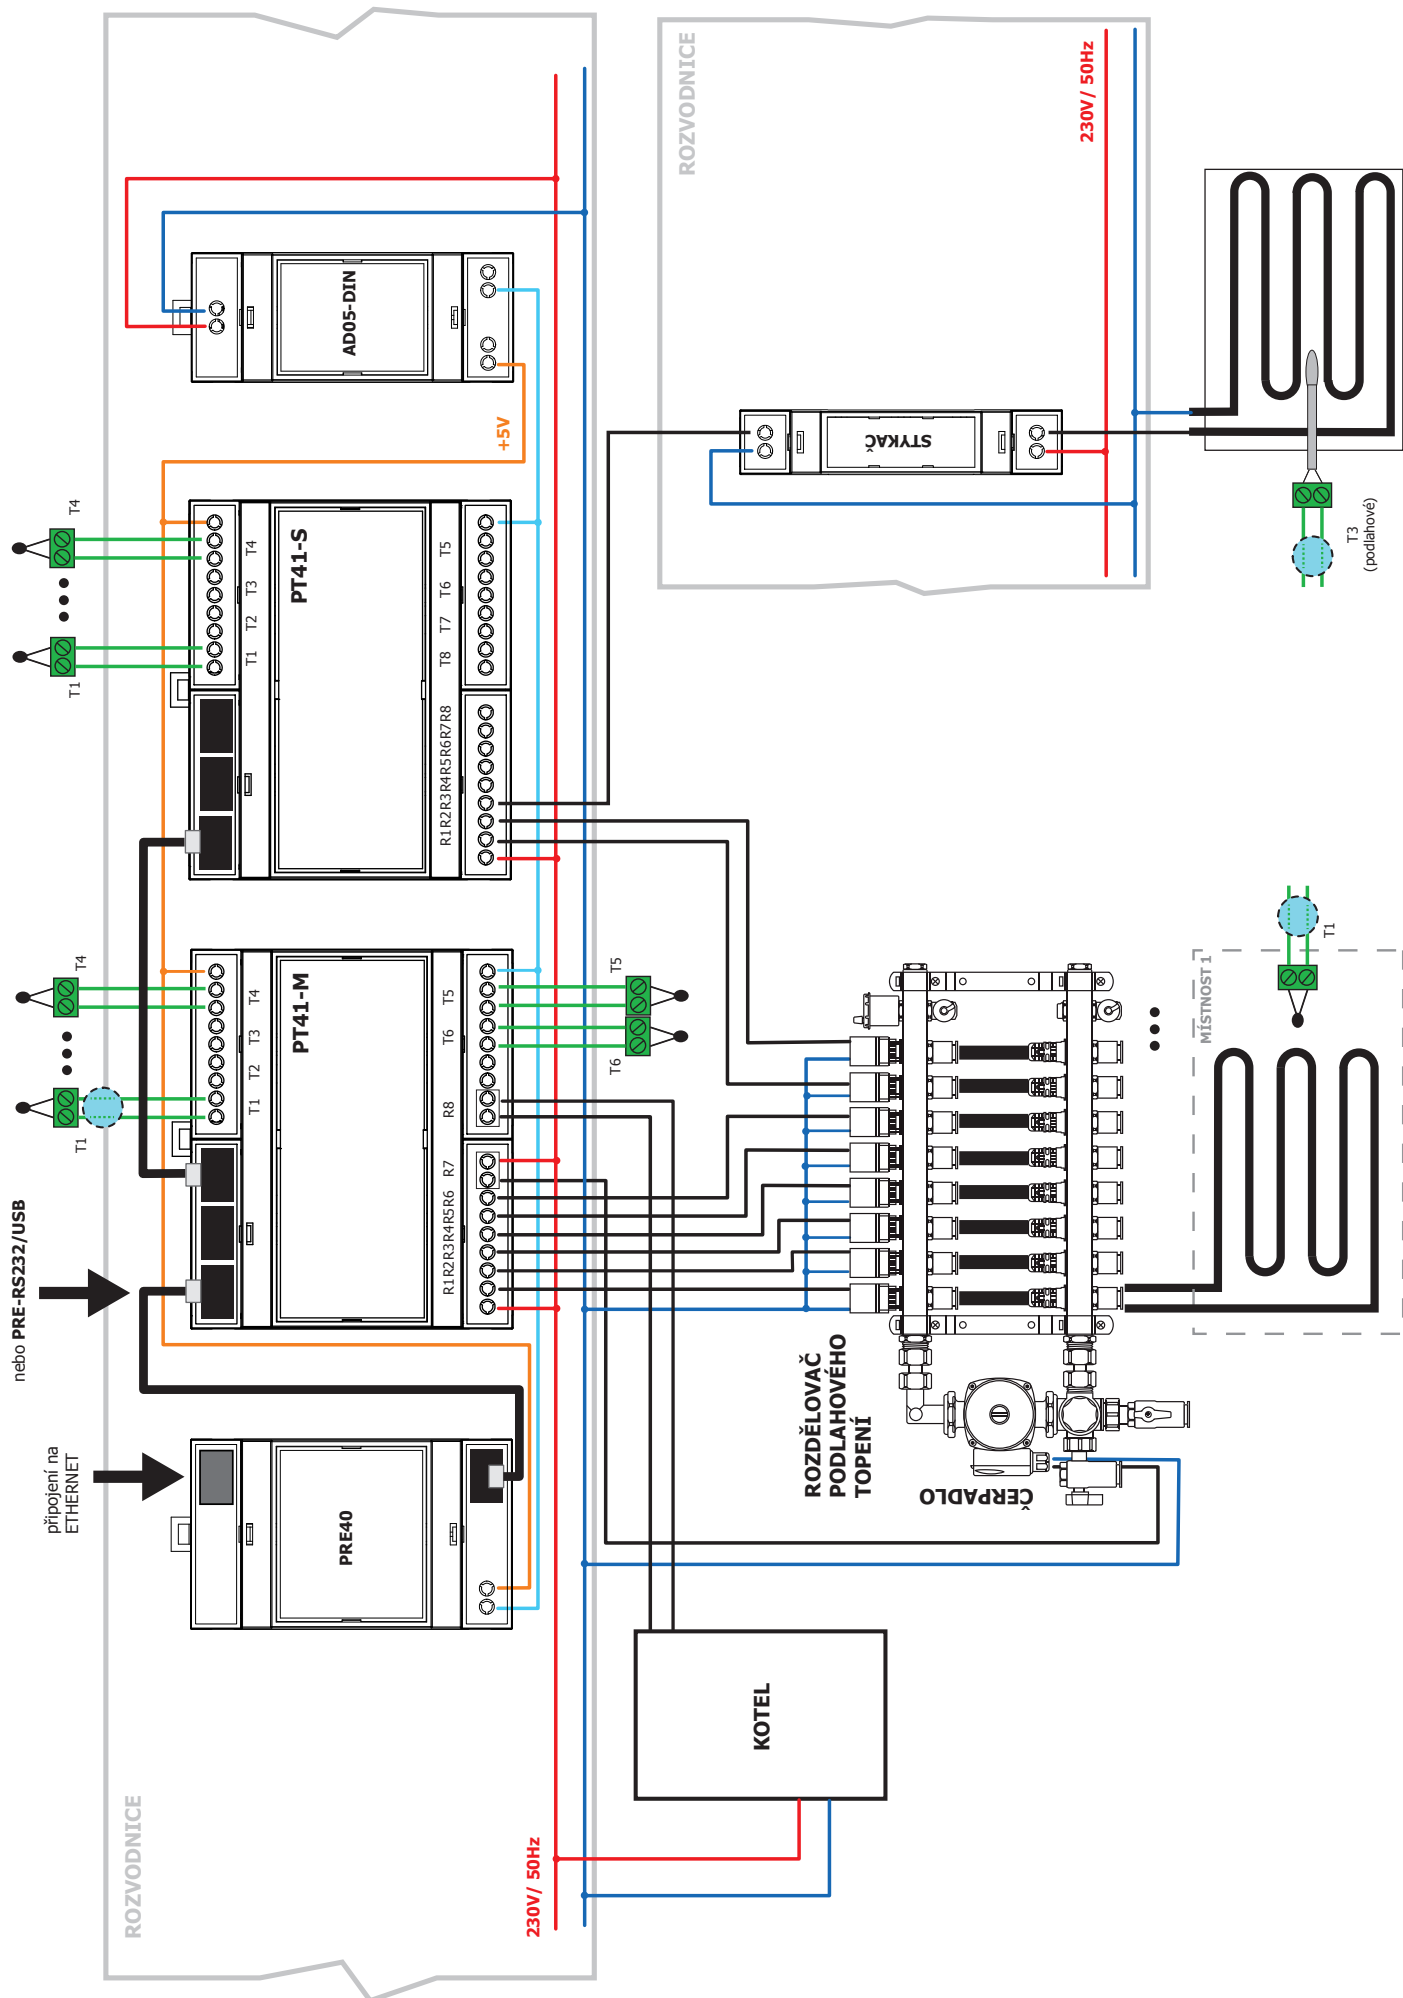 ROZVODNICE
230V/ 50Hz
připojení na
ETHERNET
PRE40
nebo PRE-RS232/USB
PT41-M
T1
T2
T3
T4
T1
T4
R1R2R3R4R5R6
R7
R8
T6
T5
T6
T5
PT41-S
T1
T2
T3
T4
T1
T4
R1R2R3R4R5R6R7R8
T8
T7
T6
T5
+5V
AD05-DIN
KOTEL
ČERPADLO
ROZDĚLOVAČ
PODLAHOVÉHO
TOPENÍ
MÍSTNOST 1
T1
ROZVODNICE
230V/ 50Hz
STYKAČ
T3
(podlahové)